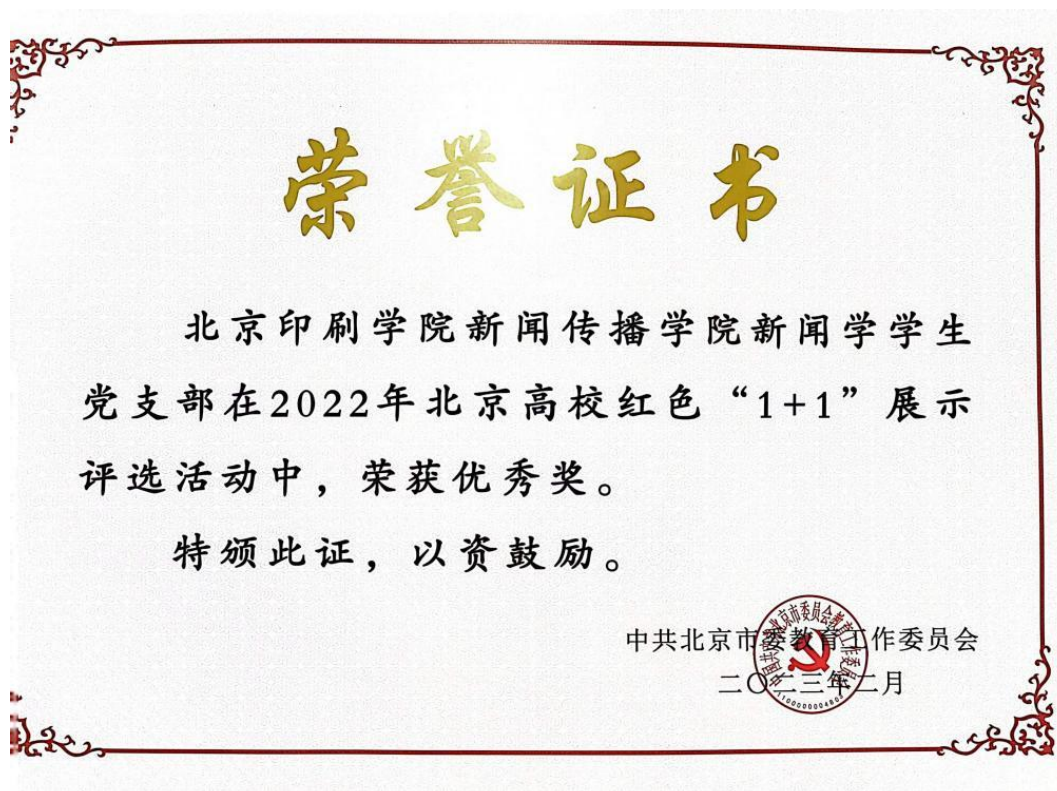 荣誉证书
北京印刷学院新闻传播学院新闻学学生
党支部在2022年北京高校红色“1+1”展示
评选活动中，荣获优秀奖。
特颁此证，以资鼓励。
中共北京市委教育工作委员会
二〇二三年二月